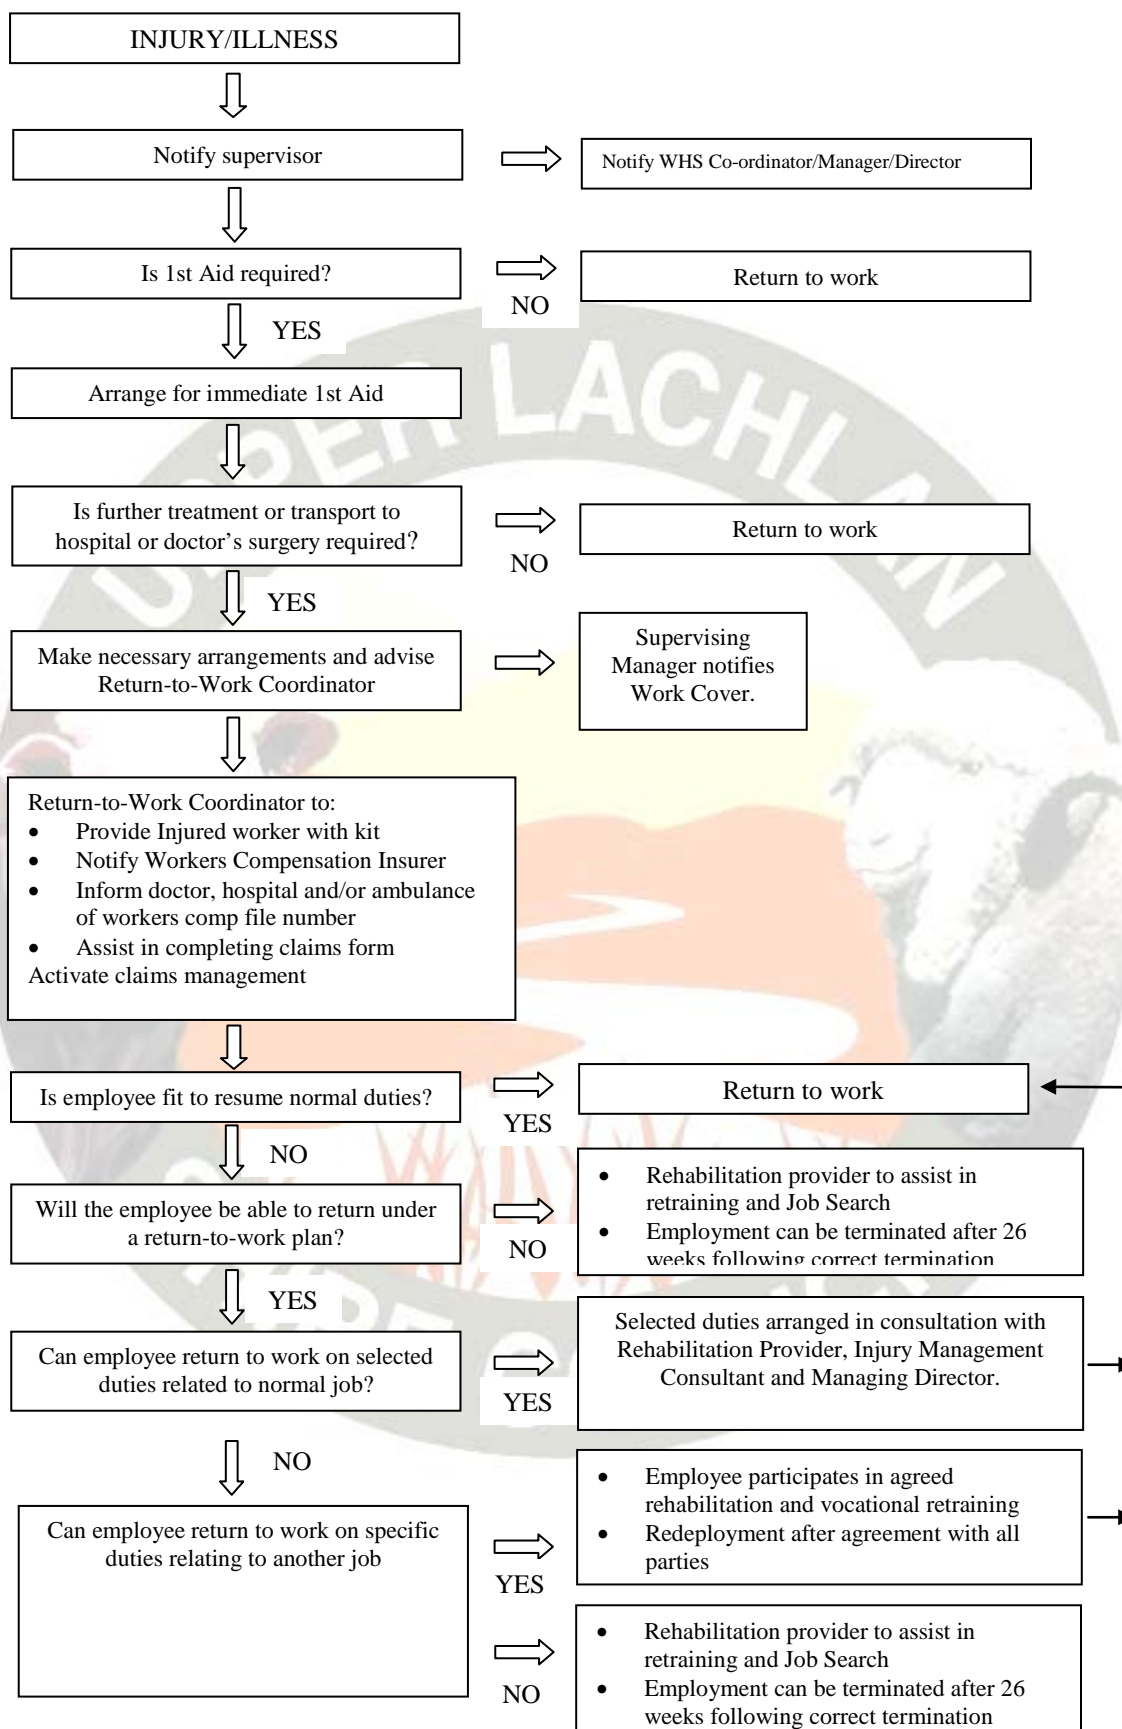 INJURY/ILLNESS
Notify supervisor
Notify WHS Co-ordinator/Manager/Director
Is 1st Aid required?
Return to work
NO
YES
Arrange for immediate 1st Aid
Is further treatment or transport to
hospital or doctor's surgery required?
Return to work
NO
YES
Make necessary arrangements and advise
Return-to-Work Coordinator
Supervising
Manager notifies
Work Cover.
Return-to-Work Coordinator to:
• Provide Injured worker with kit
• Notify Workers Compensation Insurer
• Inform doctor, hospital and/or ambulance
of workers comp file number
• Assist in completing claims form
Activate claims management
Is employee fit to resume normal duties?
Return to work
YES
NO
Will the employee be able to return under
a return-to-work plan?
NO
• Rehabilitation provider to assist in
retraining and Job Search
• Employment can be terminated after 26
weeks following correct termination
YES
Can employee return to work on selected
duties related to normal job?
YES
Selected duties arranged in consultation with
Rehabilitation Provider, Injury Management
Consultant and Managing Director.
NO
Can employee return to work on specific
duties relating to another job
YES
• Employee participates in agreed
rehabilitation and vocational retraining
• Redeployment after agreement with all
parties
NO
• Rehabilitation provider to assist in
retraining and Job Search
• Employment can be terminated after 26
weeks following correct termination
UPPER LACHLAN